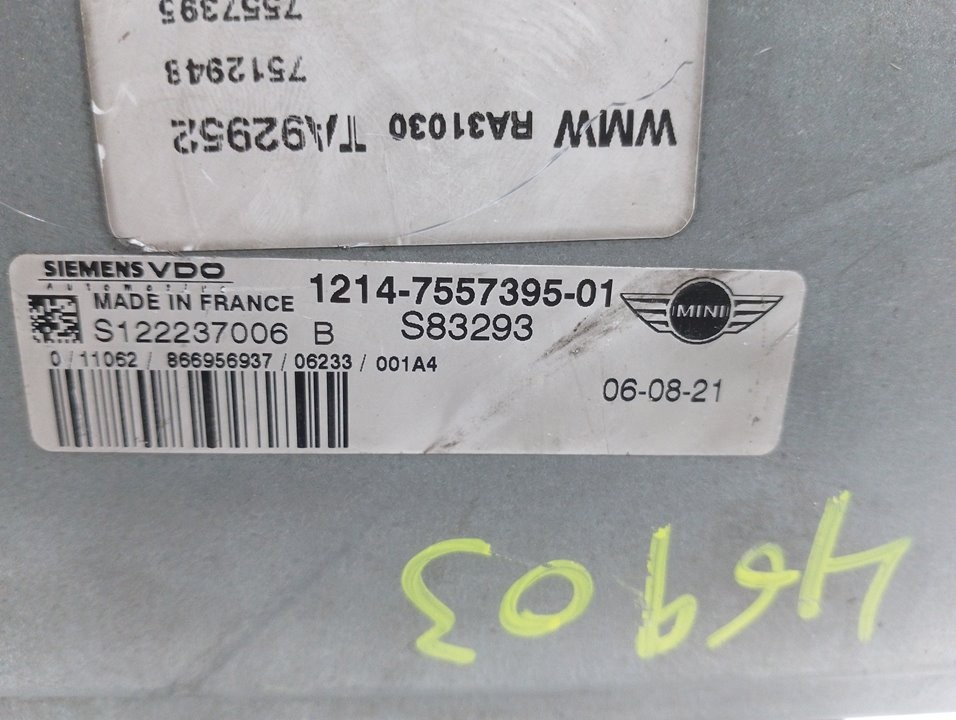 WMW RA31030 TA92952
7512948
7557395
SIEMENS VDO
Automotive
MADE IN FRANCE
1214-7557395-01
S122237006 B
S83293
MINI
0/11062/866956937/06233/001A4
06-08-21
46903